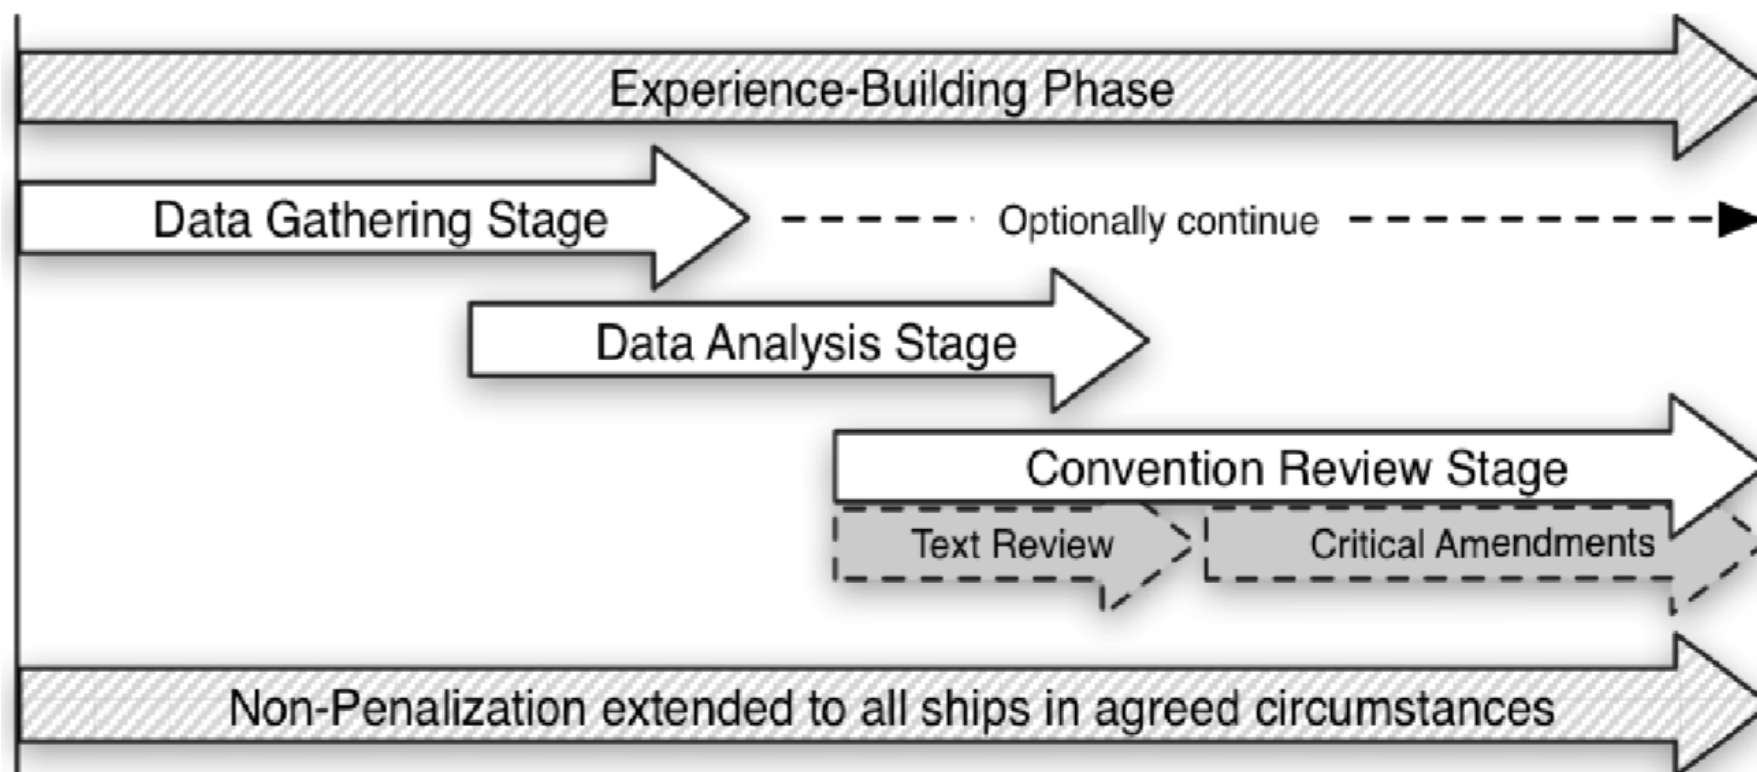 Experience-Building Phase
Data Gathering Stage
Optionally continue
Data Analysis Stage
Convention Review Stage
Text Review
Critical Amendments
Non-Penalization extended to all ships in agreed circumstances